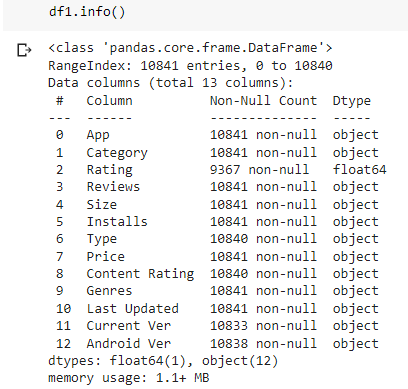 df1.info()
<class 'pandas.core.frame.DataFrame'>
RangeIndex: 10841 entries, 0 to 10840
Data columns (total 13 columns):
 #   Column          Non-Null Count  Dtype
---  ------          --------------  -----
 0   App             10841 non-null  object
 1   Category        10841 non-null  object
 2   Rating          9367 non-null   float64
 3   Reviews         10841 non-null  object
 4   Size            10841 non-null  object
 5   Installs        10841 non-null  object
 6   Type            10840 non-null  object
 7   Price           10841 non-null  object
 8   Content Rating  10840 non-null  object
 9   Genres          10841 non-null  object
 10  Last Updated    10841 non-null  object
 11  Current Ver     10833 non-null  object
 12  Android Ver     10838 non-null  object
dtypes: float64(1), object(12)
memory usage: 1.1+ MB